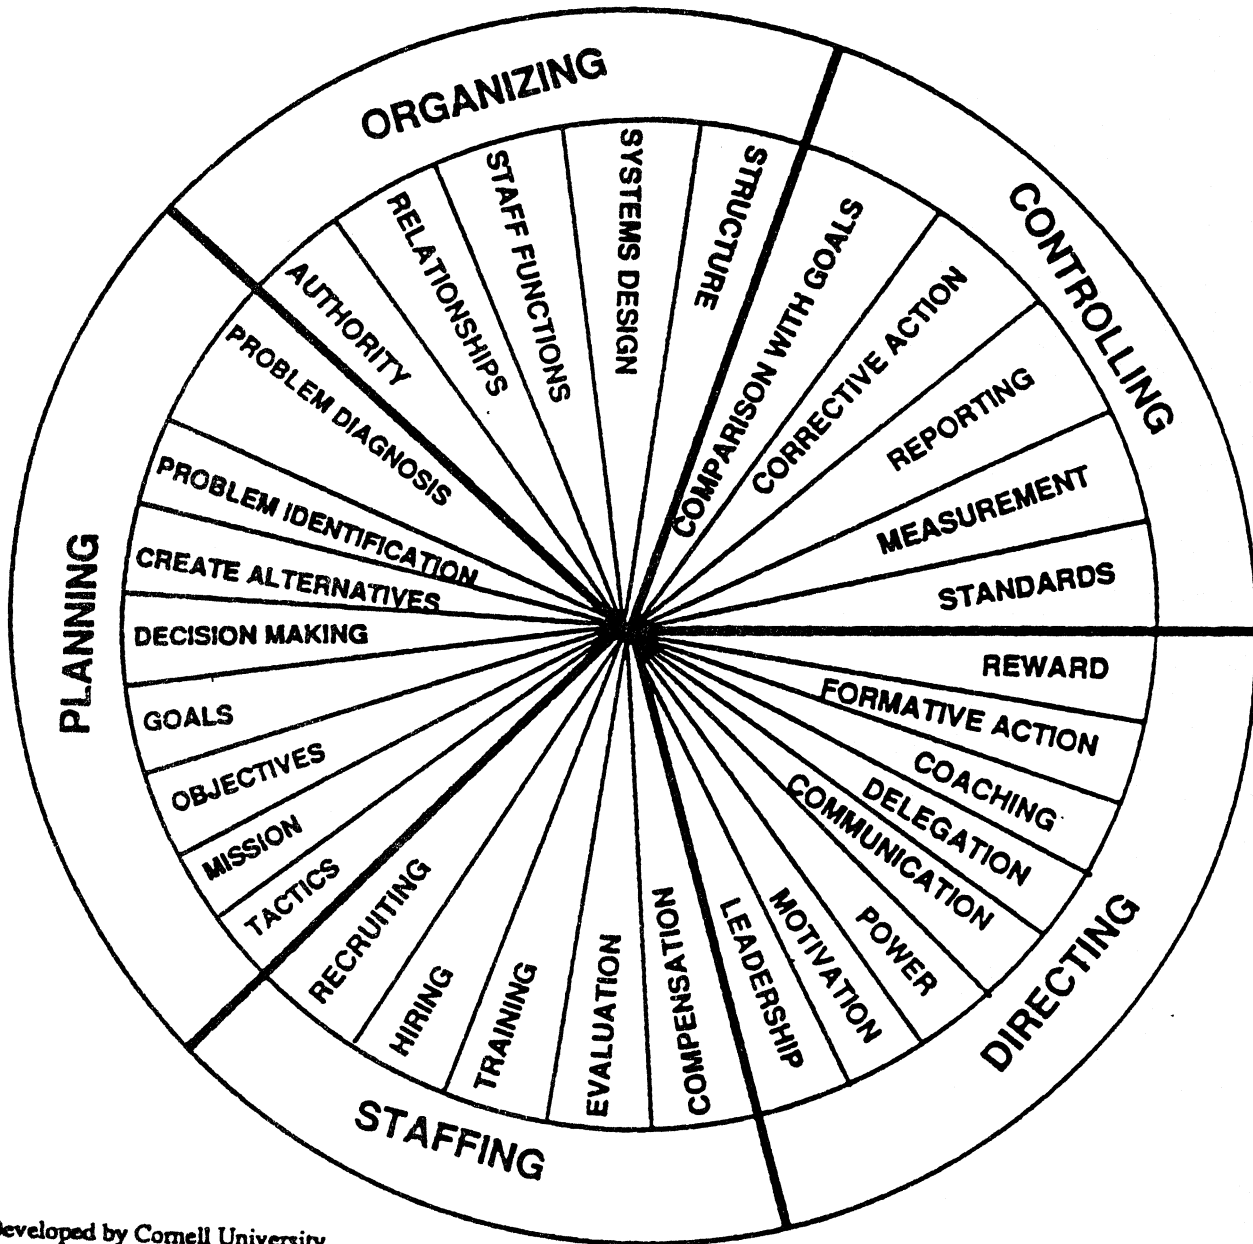 ORGANIZING
AUTHORITY
RELATIONSHIPS
STAFF FUNCTIONS
SYSTEMS DESIGN
STRUCTURE
CONTROLLING
COMPARISON WITH GOALS
CORRECTIVE ACTION
REPORTING
MEASUREMENT
STANDARDS
DIRECTING
REWARD
FORMATIVE ACTION
COACHING
DELEGATION
COMMUNICATION
POWER
MOTIVATION
LEADERSHIP
STAFFING
COMPENSATION
EVALUATION
TRAINING
HIRING
RECRUITING
PLANNING
TACTICS
MISSION
OBJECTIVES
GOALS
DECISION MAKING
CREATE ALTERNATIVES
PROBLEM IDENTIFICATION
PROBLEM DIAGNOSIS
eveloped by Cornell University